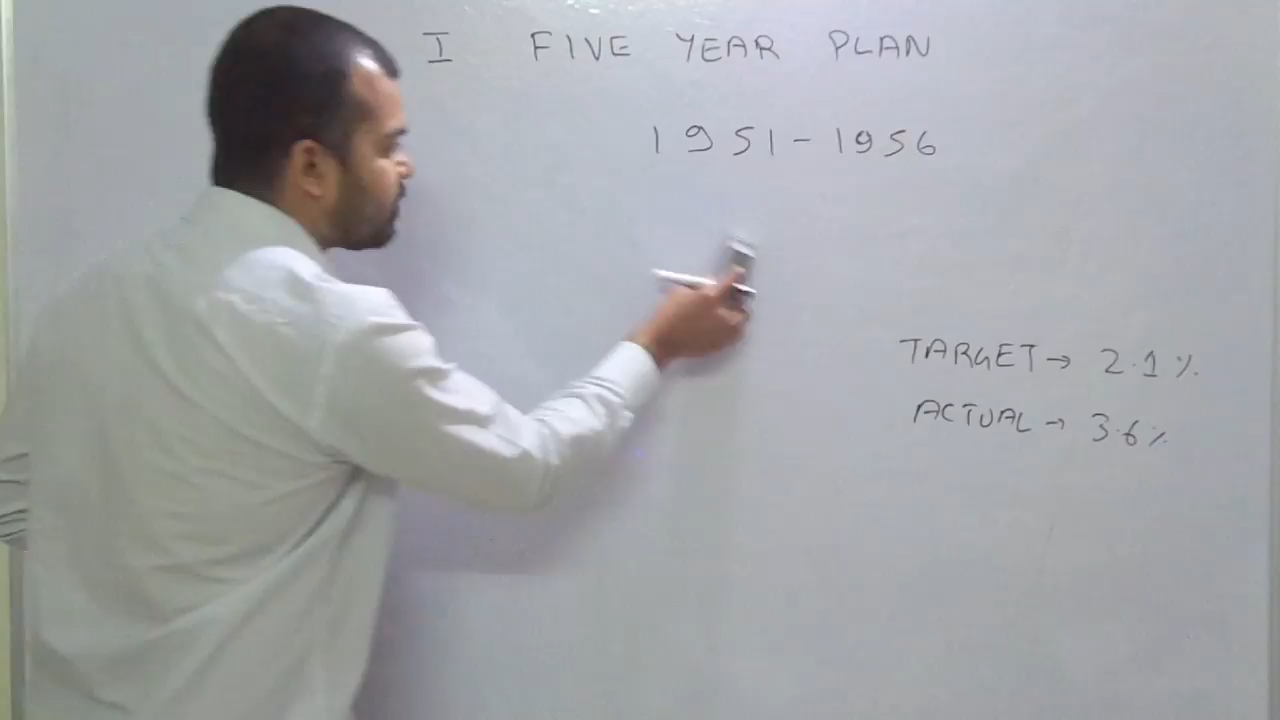 I FIVE YEAR PLAN
1951-1956
TARGET → 2.1%
ACTUAL → 3.6%